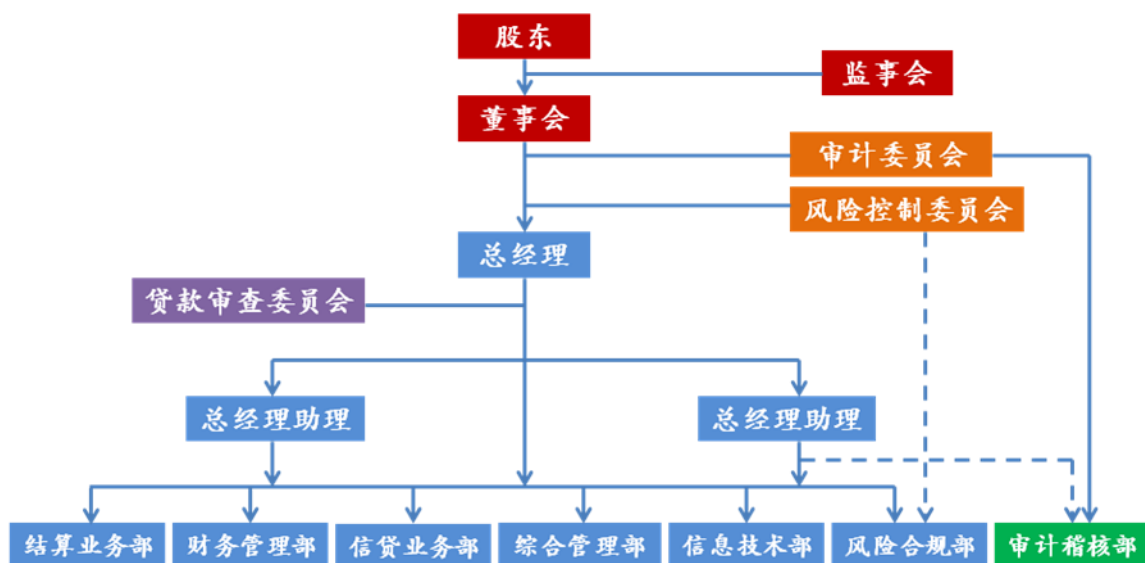 股东
监事会
董事会
审计委员会
风险控制委员会
总经理
贷款审查委员会
总经理助理
总经理助理
结算业务部
财务管理部
信贷业务部
综合管理部
信息技术部
风险合规部
审计稽核部